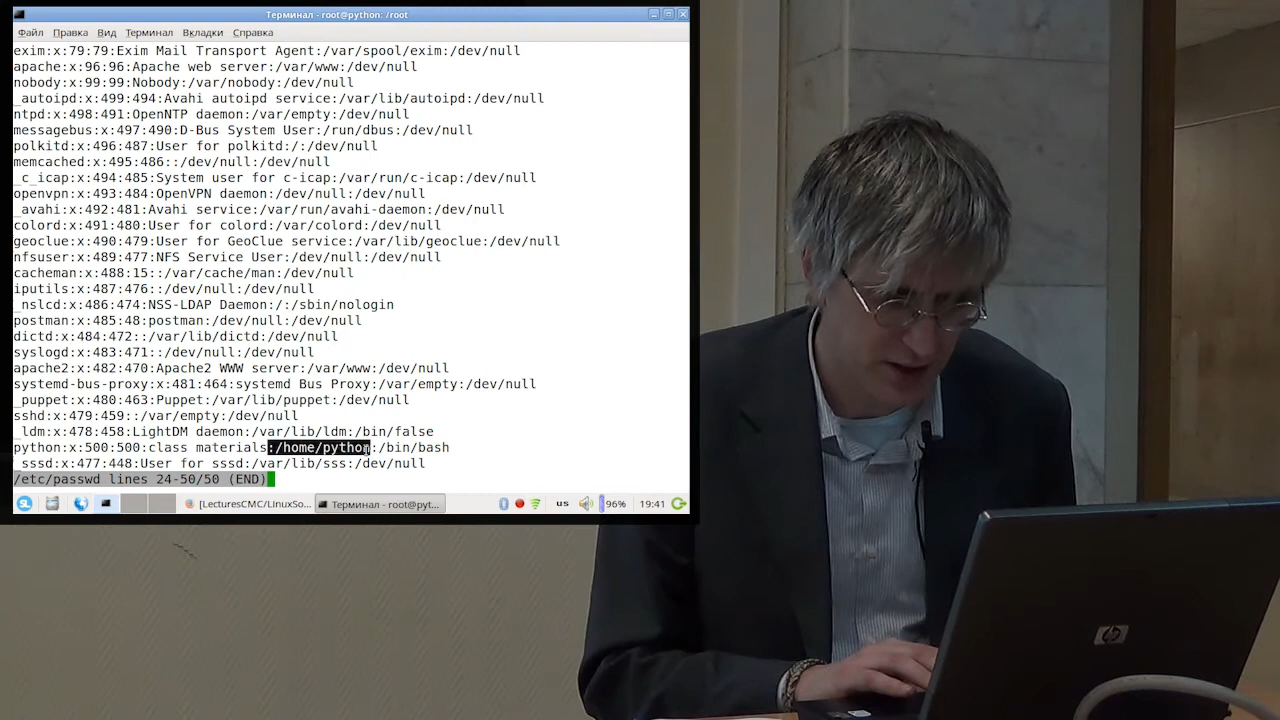 Терминал - root@python: /root
Файл Правка Вид Терминал Вкладки Справка
exim:x:79:79:Exim Mail Transport Agent:/var/spool/exim:/dev/null
apache:x:96:96:Apache web server:/var/www:/dev/null
nobody:x:99:99:Nobody:/var/nobody:/dev/null
_autoipd:x:499:494:Avahi autoipd service:/var/lib/autoipd:/dev/null
ntpd:x:498:491:OpenNTP daemon:/var/empty:/dev/null
messagebus:x:497:490:D-Bus System User:/run/dbus:/dev/null
polkitd:x:496:487:User for polkitd:/:/dev/null
memcached:x:495:486::/dev/null:/dev/null
_c_icap:x:494:485:System user for c-icap:/var/run/c-icap:/dev/null
openvpn:x:493:484:OpenVPN daemon:/dev/null:/dev/null
_avahi:x:492:481:Avahi service:/var/run/avahi-daemon:/dev/null
colord:x:491:480:User for colord:/var/colord:/dev/null
geoclue:x:490:479:User for GeoClue service:/var/lib/geoclue:/dev/null
nfsuser:x:489:477:NFS Service User:/dev/null:/dev/null
cacheman:x:488:15::/var/cache/man:/dev/null
iputils:x:487:476::/dev/null:/dev/null
_nslcd:x:486:474:NSS-LDAP Daemon:/:/sbin/nologin
postman:x:485:48:postman:/dev/null:/dev/null
dictd:x:484:472::/var/lib/dictd:/dev/null
syslogd:x:483:471::/dev/null:/dev/null
apache2:x:482:470:Apache2 WWW server:/var/www:/dev/null
systemd-bus-proxy:x:481:464:systemd Bus Proxy:/var/empty:/dev/null
_puppet:x:480:463:Puppet:/var/lib/puppet:/dev/null
sshd:x:479:459::/var/empty:/dev/null
_ldm:x:478:458:LightDM daemon:/var/lib/ldm:/bin/false
python:x:500:500:class materials:/home/python:/bin/bash
_sssd:x:477:448:User for sssd:/var/lib/sss:/dev/null
/etc/passwd lines 24-50/50 (END)
[LecturesCMC/LinuxSo... Терминал - root@pyt... us 96% 19:41
hp